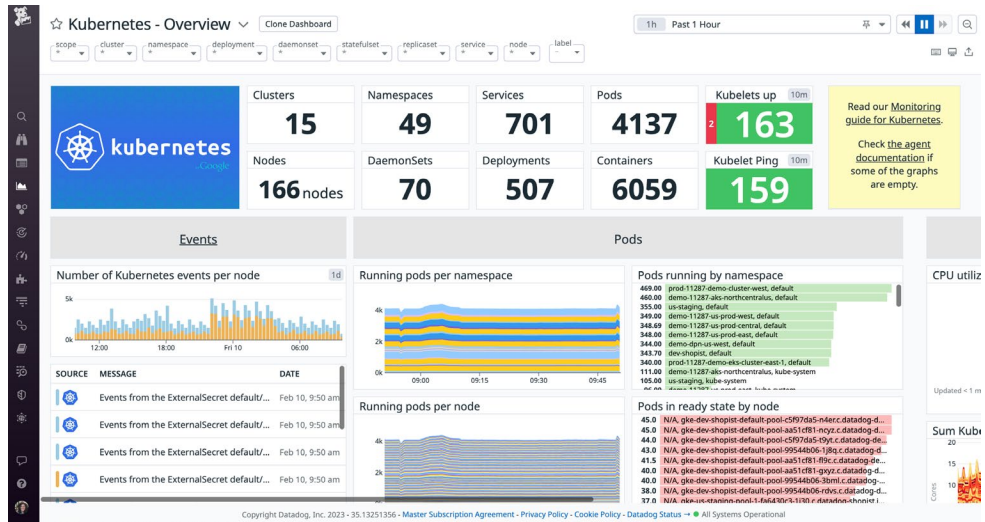 Kubernetes - Overview
Clone Dashboard
1h Past 1 Hour
scope
*
cluster
*
namespace
*
deployment
*
daemonset
*
statefulset
*
replicaset
*
service
*
node
*
label
kubernetes
...Google
Clusters
15
Namespaces
49
Services
701
Pods
4137
Kubelets up 10m
2 163
Nodes
166 nodes
DaemonSets
70
Deployments
507
Containers
6059
Kubelet Ping 10m
159
Read our Monitoring
guide for Kubernetes.
Check the agent
documentation if
some of the graphs
are empty.
Events
Pods
Number of Kubernetes events per node 1d
5k
0k
12:00 18:00 Fri 10 06:00
SOURCE MESSAGE DATE
Events from the ExternalSecret default/... Feb 10, 9:50 am
Events from the ExternalSecret default/... Feb 10, 9:50 am
Events from the ExternalSecret default/... Feb 10, 9:50 am
Events from the ExternalSecret default/... Feb 10, 9:50 am
Events from the ExternalSecret default/... Feb 10, 9:50 am
Running pods per namespace
4k
2k
0k
09:00 09:15 09:30 09:45
Running pods per node
4k
2k
Pods running by namespace
469.00 prod-11287-demo-cluster-west, default
460.00 demo-11287-aks-northcentralus, default
355.00 us-staging, default
349.00 demo-11287-us-prod-west, default
348.69 demo-11287-us-prod-central, default
348.00 demo-11287-us-prod-east, default
344.00 demo-dpn-us-west, default
343.70 dev-shopist, default
340.00 prod-11287-demo-eks-cluster-east-1, default
111.00 demo-11287-aks-northcentralus, kube-system
105.00 us-staging, kube-system
Pods in ready state by node
45.0 N/A, gke-dev-shopist-default-pool-c5f97da5-n4er.c.datadog-d...
45.0 N/A, gke-dev-shopist-default-pool-aa51cf81-ncyz.c.datadog-d...
44.0 N/A, gke-dev-shopist-default-pool-c5f97da5-t9yt.c.datadog-de...
43.0 N/A, gke-dev-shopist-default-pool-99544b06-1j8q.c.datadog-d...
41.5 N/A, gke-dev-shopist-default-pool-aa51cf81-fl9c.c.datadog-de...
40.0 N/A, gke-dev-shopist-default-pool-aa51cf81-gxyz.c.datadog-d...
40.0 N/A, gke-dev-shopist-default-pool-99544b06-3bml.c.datadog-...
38.0 N/A, gke-dev-shopist-default-pool-99544b06-rdvs.c.datadog-d...
CPU utiliz
Updated < 1 m
Sum Kube
20
15
10
Cores
Copyright Datadog, Inc. 2023 - 35.13251356 - Master Subscription Agreement - Privacy Policy - Cookie Policy - Datadog Status → All Systems Operational